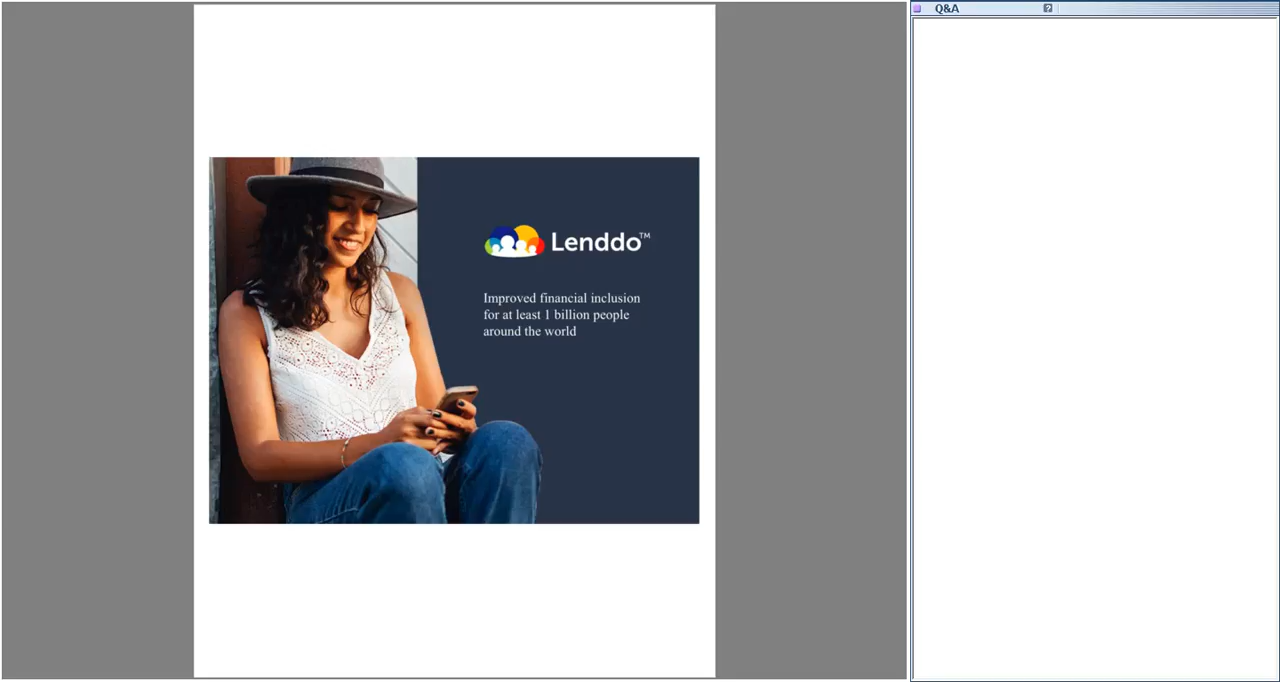 Q&A
?
Lenddo™
Improved financial inclusion
for at least 1 billion people
around the world